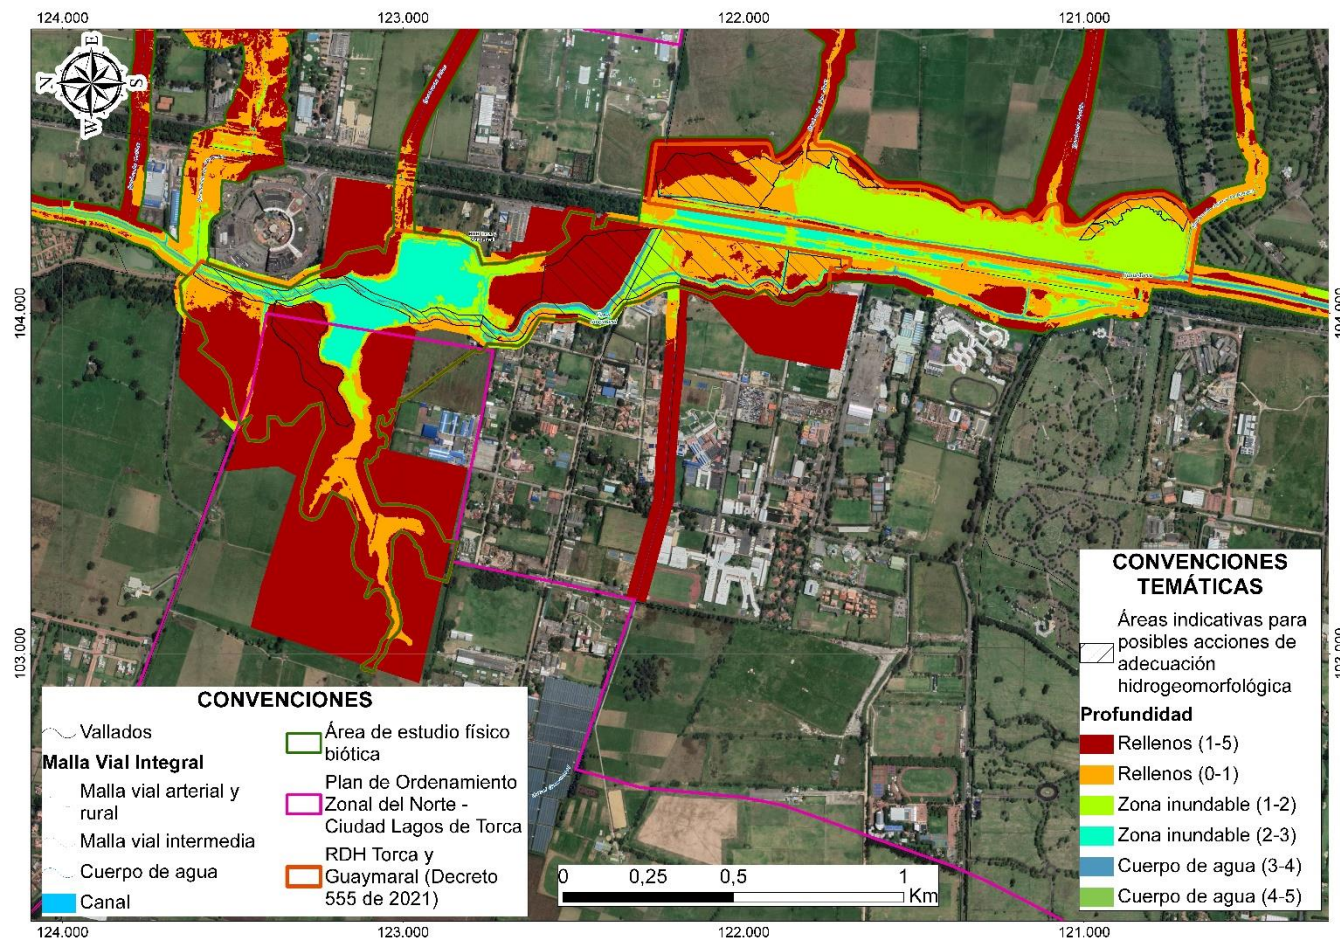 124.000
123.000
122.000
121.000
E
N
S
W
104.000
104.000
103.000
CONVENCIONES
Vallados
Malla Vial Integral
Malla vial arterial y
rural
Malla vial intermedia
Cuerpo de agua
Canal
Área de estudio físico
biótica
Plan de Ordenamiento
Zonal del Norte -
Ciudad Lagos de Torca
RDH Torca y
Guaymaral (Decreto
555 de 2021)
0
0,25
0,5
1
Km
CONVENCIONES
TEMÁTICAS
Áreas indicativas para
posibles acciones de
adecuación
hidrogeomorfológica
Profundidad
Rellenos (1-5)
Rellenos (0-1)
Zona inundable (1-2)
Zona inundable (2-3)
Cuerpo de agua (3-4)
Cuerpo de agua (4-5)
124.000
123.000
122.000
121.000